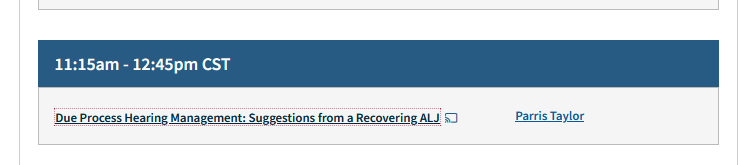 11:15am - 12:45pm CST
Due Process Hearing Management: Suggestions from a Recovering ALJ
Parris Taylor